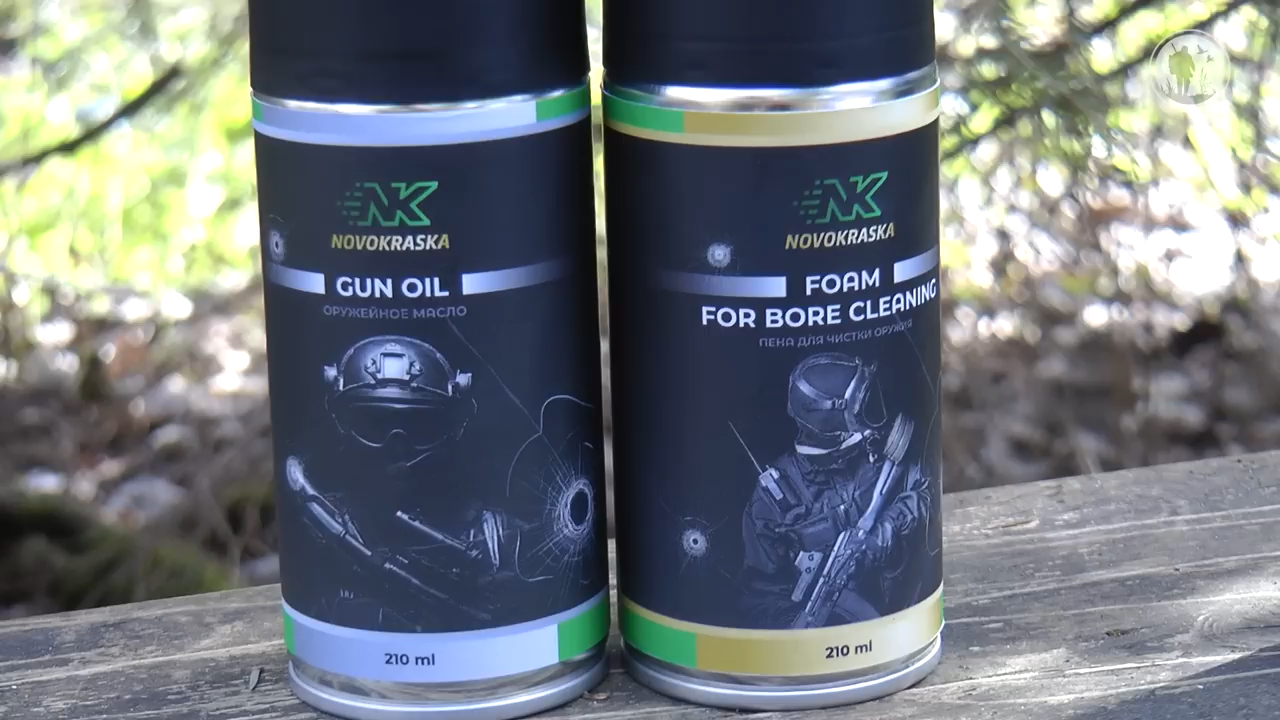 NK
NOVOKRASKA
GUN OIL
ОРУЖЕЙНОЕ МАСЛО
210 ml
NK
NOVOKRASKA
FOAM
FOR BORE CLEANING
ПЕНА ДЛЯ ЧИСТКИ ОРУЖИЯ
210 ml